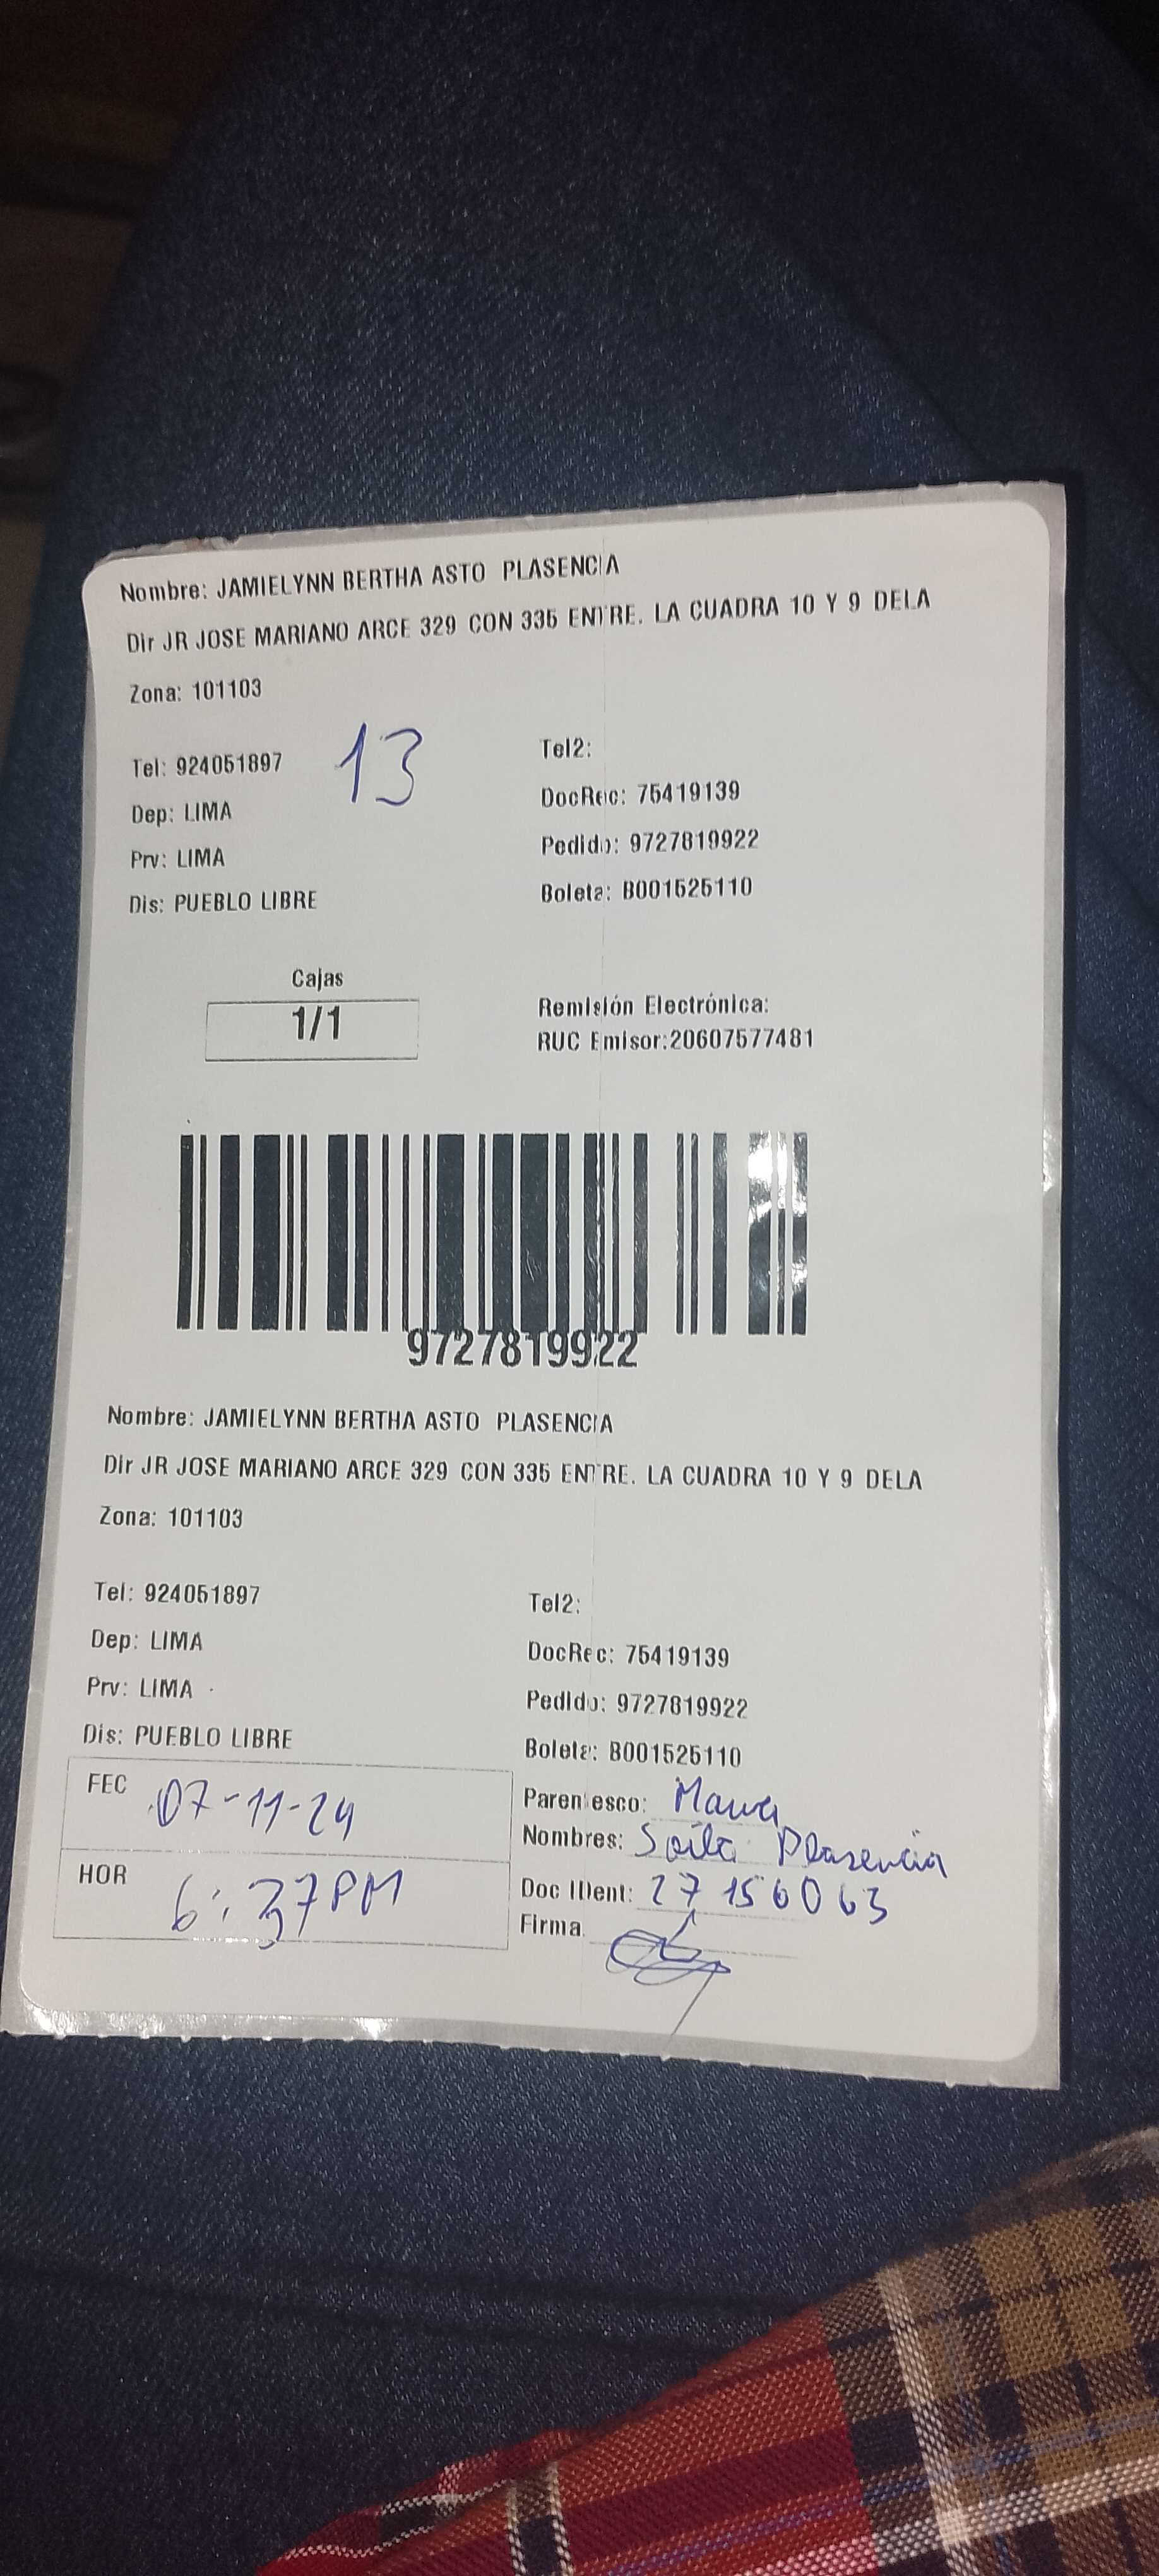 Nombre: JAMIELYNN BERTHA ASTO PLASENCIA
Dir JR JOSE MARIANO ARCE 329 CON 335 ENTRE. LA CUADRA 10 Y 9 DELA
Zona: 101103
13
Tel: 924051897
Tel2:
Dep: LIMA
DocRec: 75419139
Prv: LIMA
Pedido: 9727819922
Dis: PUEBLO LIBRE
Boleta: B001525110
Cajas
1/1
Remisión Electrónica:
RUC Emisor:20607577481
9727819922
Nombre: JAMIELYNN BERTHA ASTO PLASENCIA
Dir JR JOSE MARIANO ARCE 329 CON 335 ENTRE. LA CUADRA 10 Y 9 DELA
Zona: 101103
Tel: 924051897
Tel2:
Dep: LIMA
DocRec: 75419139
Prv: LIMA
Pedido: 9727819922
Dis: PUEBLO LIBRE
Boleta: B001525110
FEC 07-11-24
HOR 6:37PM
Parentesco:
Nombres: Soila Plasencia
Doc IDent: 27156063
Firma